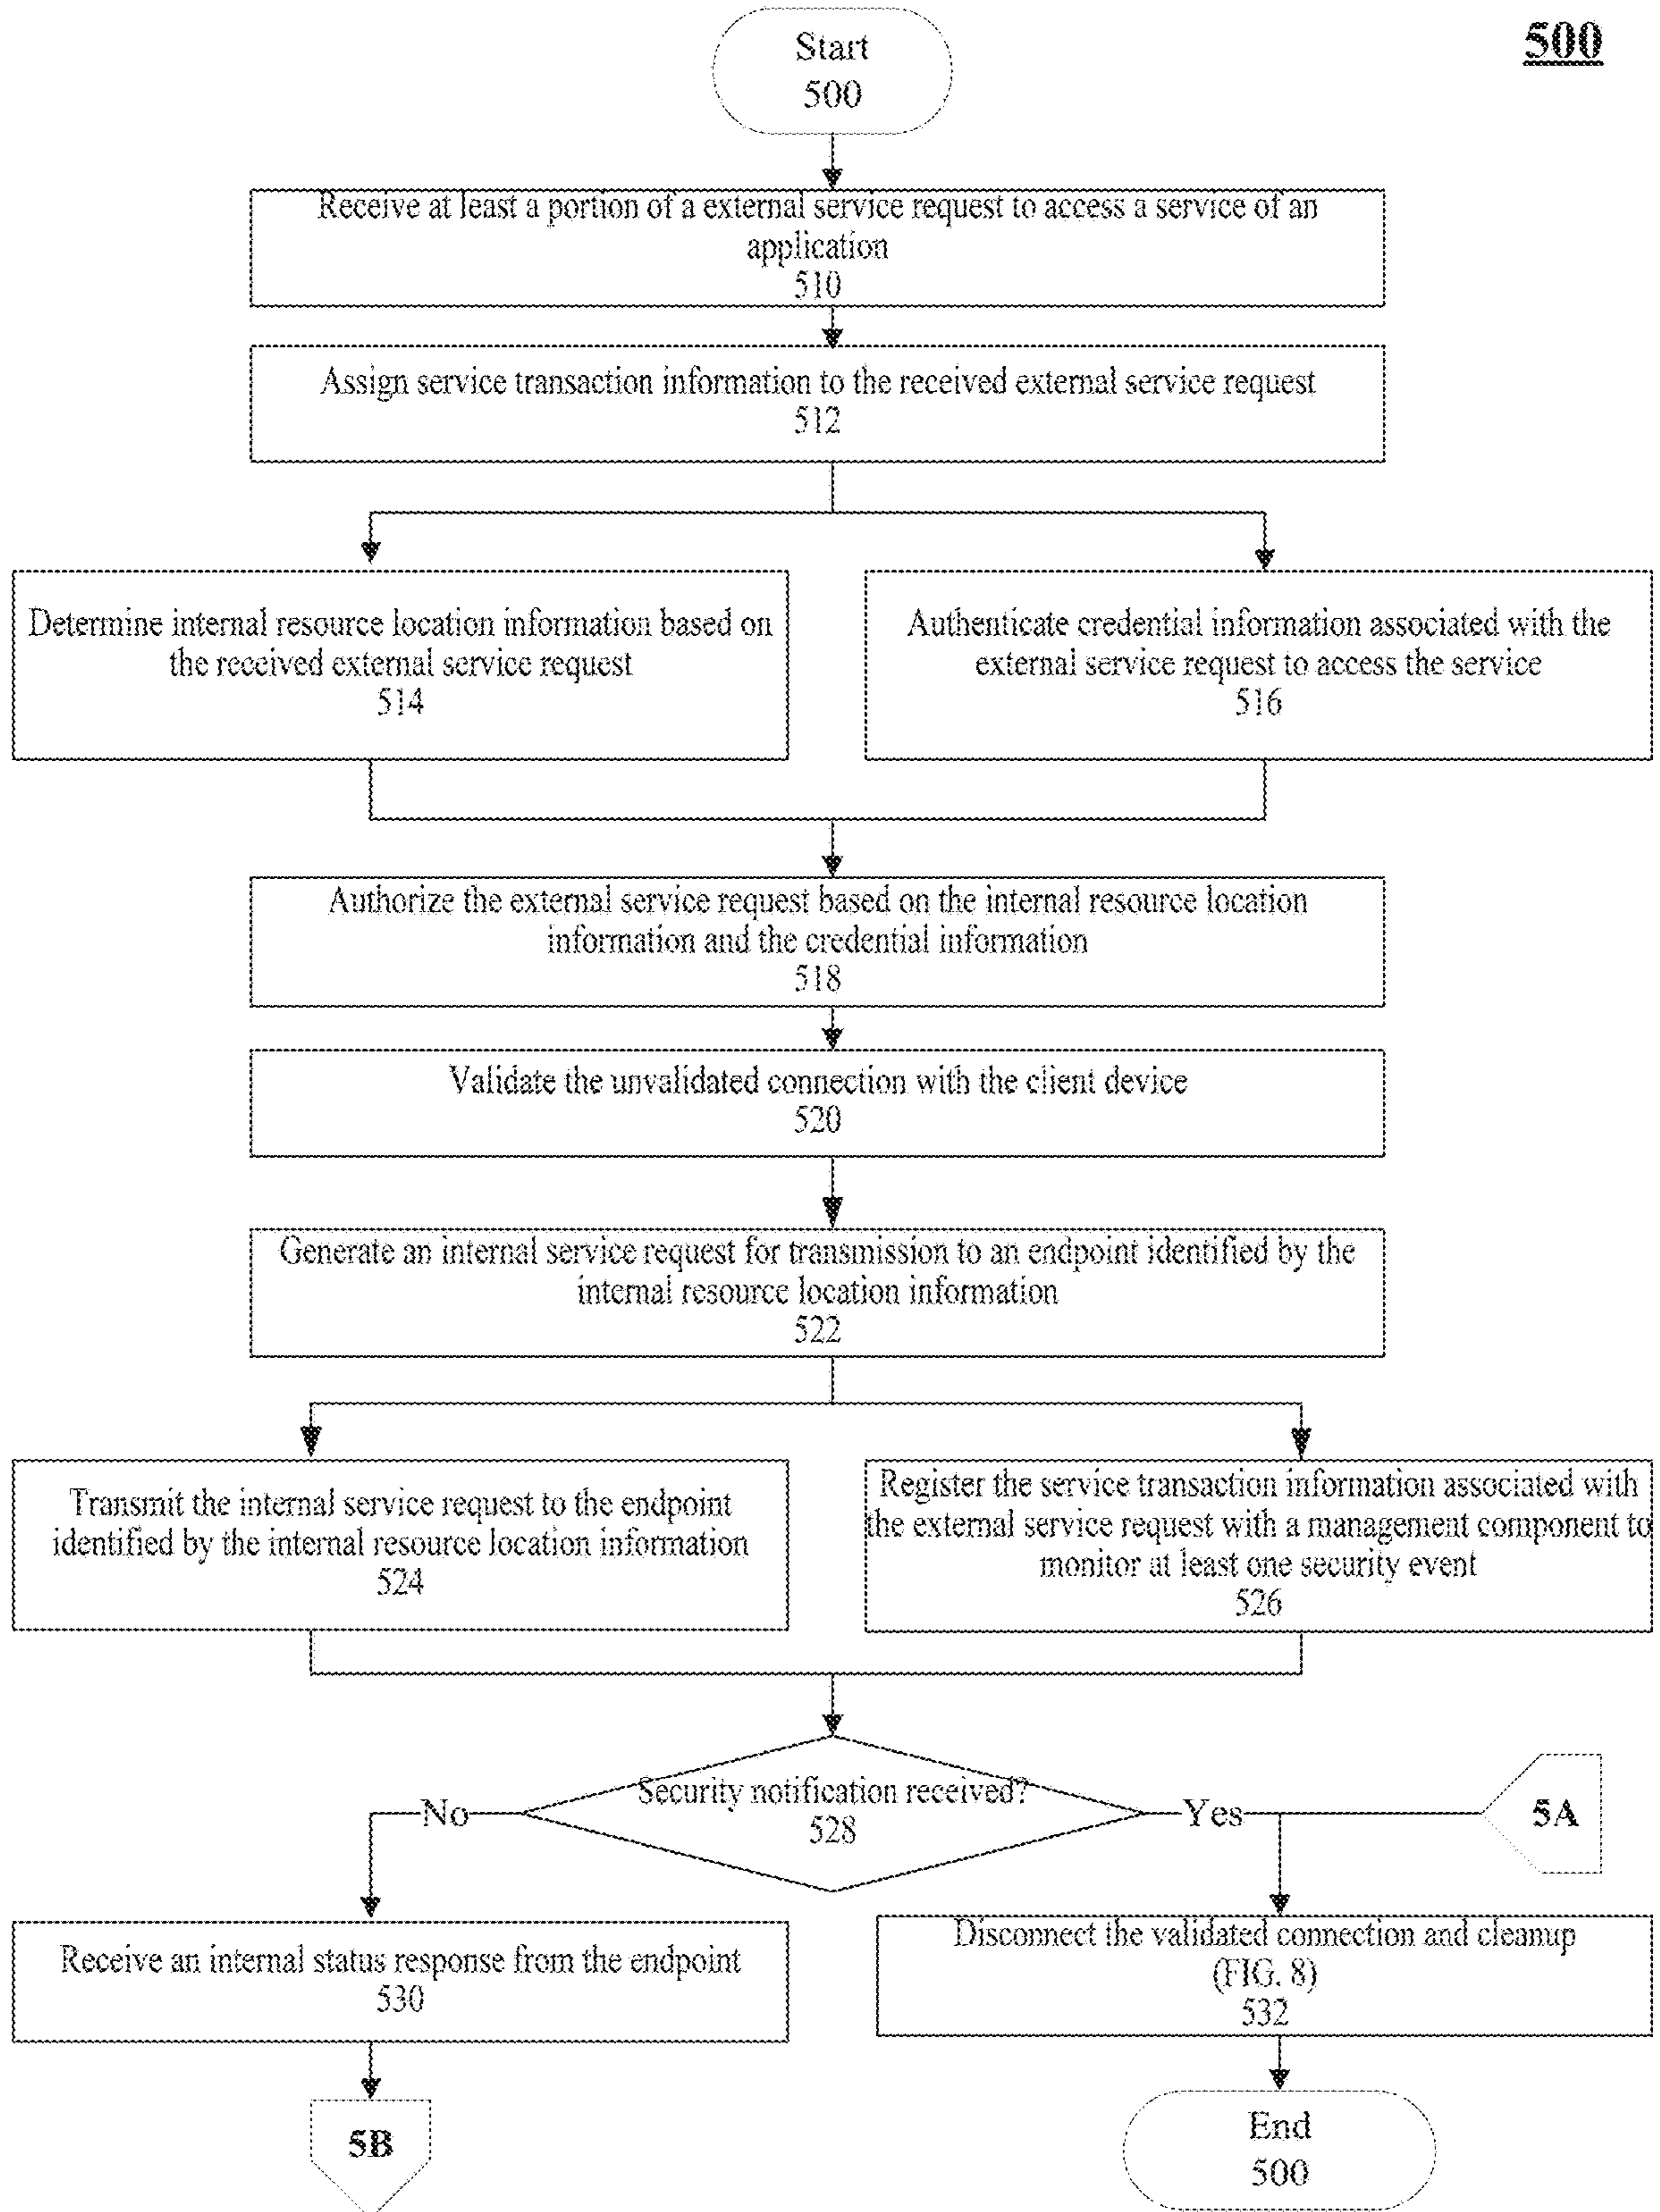 500
Start
500
Receive at least a portion of a external service request to access a service of an
application
510
Assign service transaction information to the received external service request
512
Determine internal resource location information based on
the received external service request
514
Authenticate credential information associated with the
external service request to access the service
516
Authorize the external service request based on the internal resource location
information and the credential information
518
Validate the unvalidated connection with the client device
520
Generate an internal service request for transmission to an endpoint identified by the
internal resource location information
522
Transmit the internal service request to the endpoint
identified by the internal resource location information
524
Register the service transaction information associated with
the external service request with a management component to
monitor at least one security event
526
Security notification received?
528
No
Yes
5A
Receive an internal status response from the endpoint
530
Disconnect the validated connection and cleanup
(FIG. 8)
532
5B
End
500